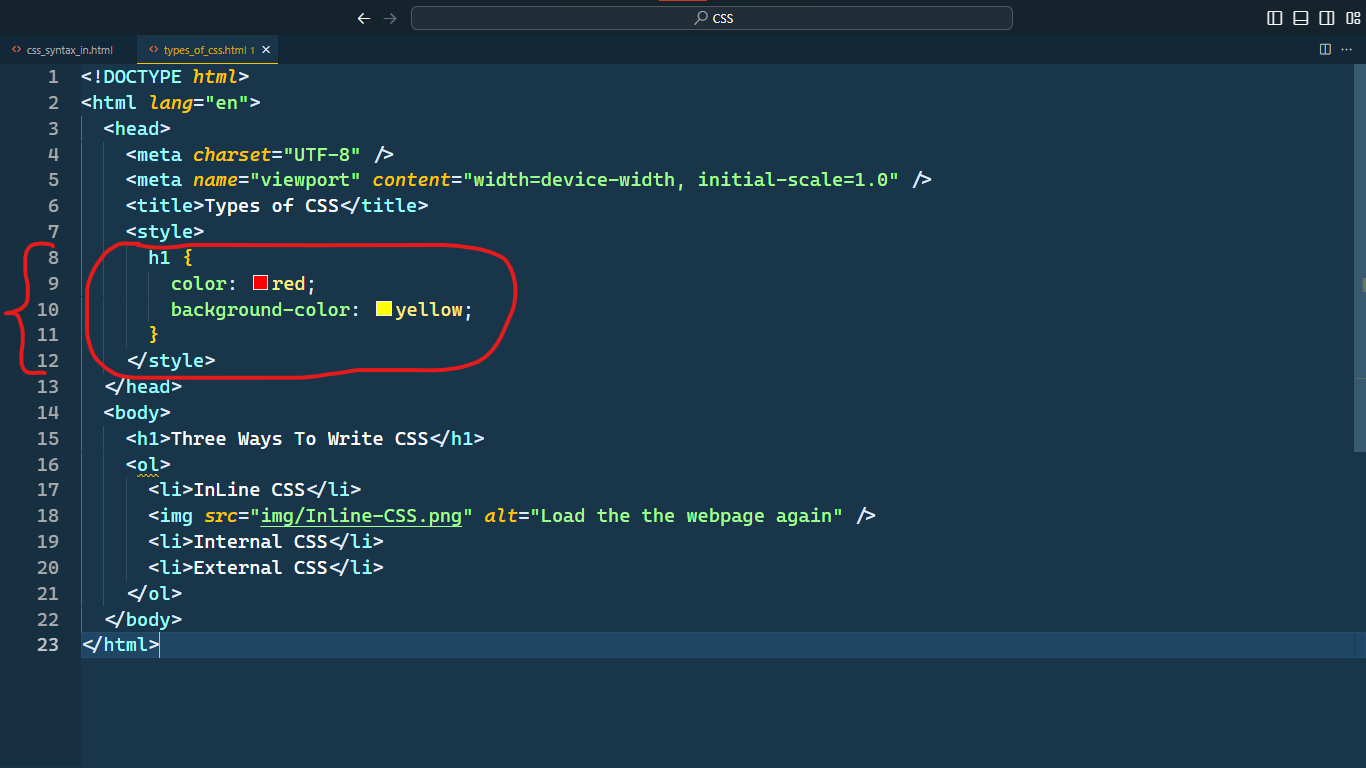 CSS
css_syntax_in.html
types_of_css.html 1
1 <!DOCTYPE html>
2 <html lang="en">
3 <head>
4 <meta charset="UTF-8" />
5 <meta name="viewport" content="width=device-width, initial-scale=1.0" />
6 <title>Types of CSS</title>
7 <style>
8 h1 {
9 color: red;
10 background-color: yellow;
11 }
12 </style>
13 </head>
14 <body>
15 <h1>Three Ways To Write CSS</h1>
16 <ol>
17 <li>InLine CSS</li>
18 <img src="img/Inline-CSS.png" alt="Load the the webpage again" />
19 <li>Internal CSS</li>
20 <li>External CSS</li>
21 </ol>
22 </body>
23 </html>